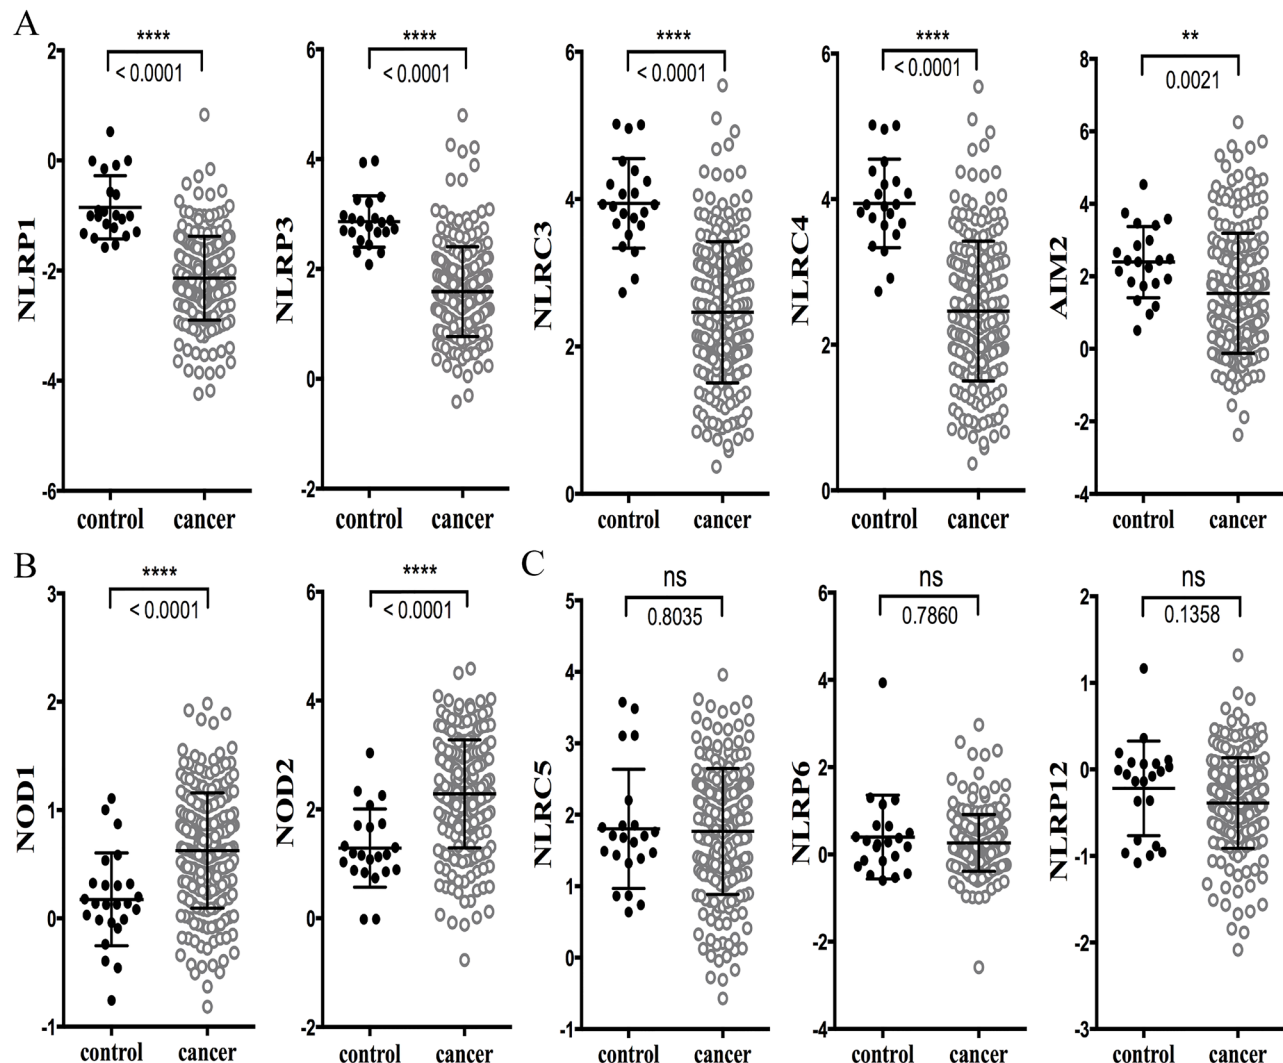 A
****
< 0.0001
2
0
-2
-4
-6
NLRP1
control cancer
****
< 0.0001
6
4
2
0
-2
NLRP3
control cancer
****
< 0.0001
6
4
2
0
NLRC3
control cancer
****
< 0.0001
6
4
2
0
NLRC4
control cancer
**
0.0021
8
6
4
2
0
-2
-4
AIM2
control cancer
B
****
< 0.0001
3
2
1
0
-1
NOD1
control cancer
****
< 0.0001
6
4
2
0
-2
NOD2
control cancer
C
ns
0.8035
5
4
3
2
1
0
-1
NLRC5
control cancer
ns
0.7860
6
4
2
0
-2
-4
NLRP6
control cancer
ns
0.1358
2
1
0
-1
-2
-3
NLRP12
control cancer